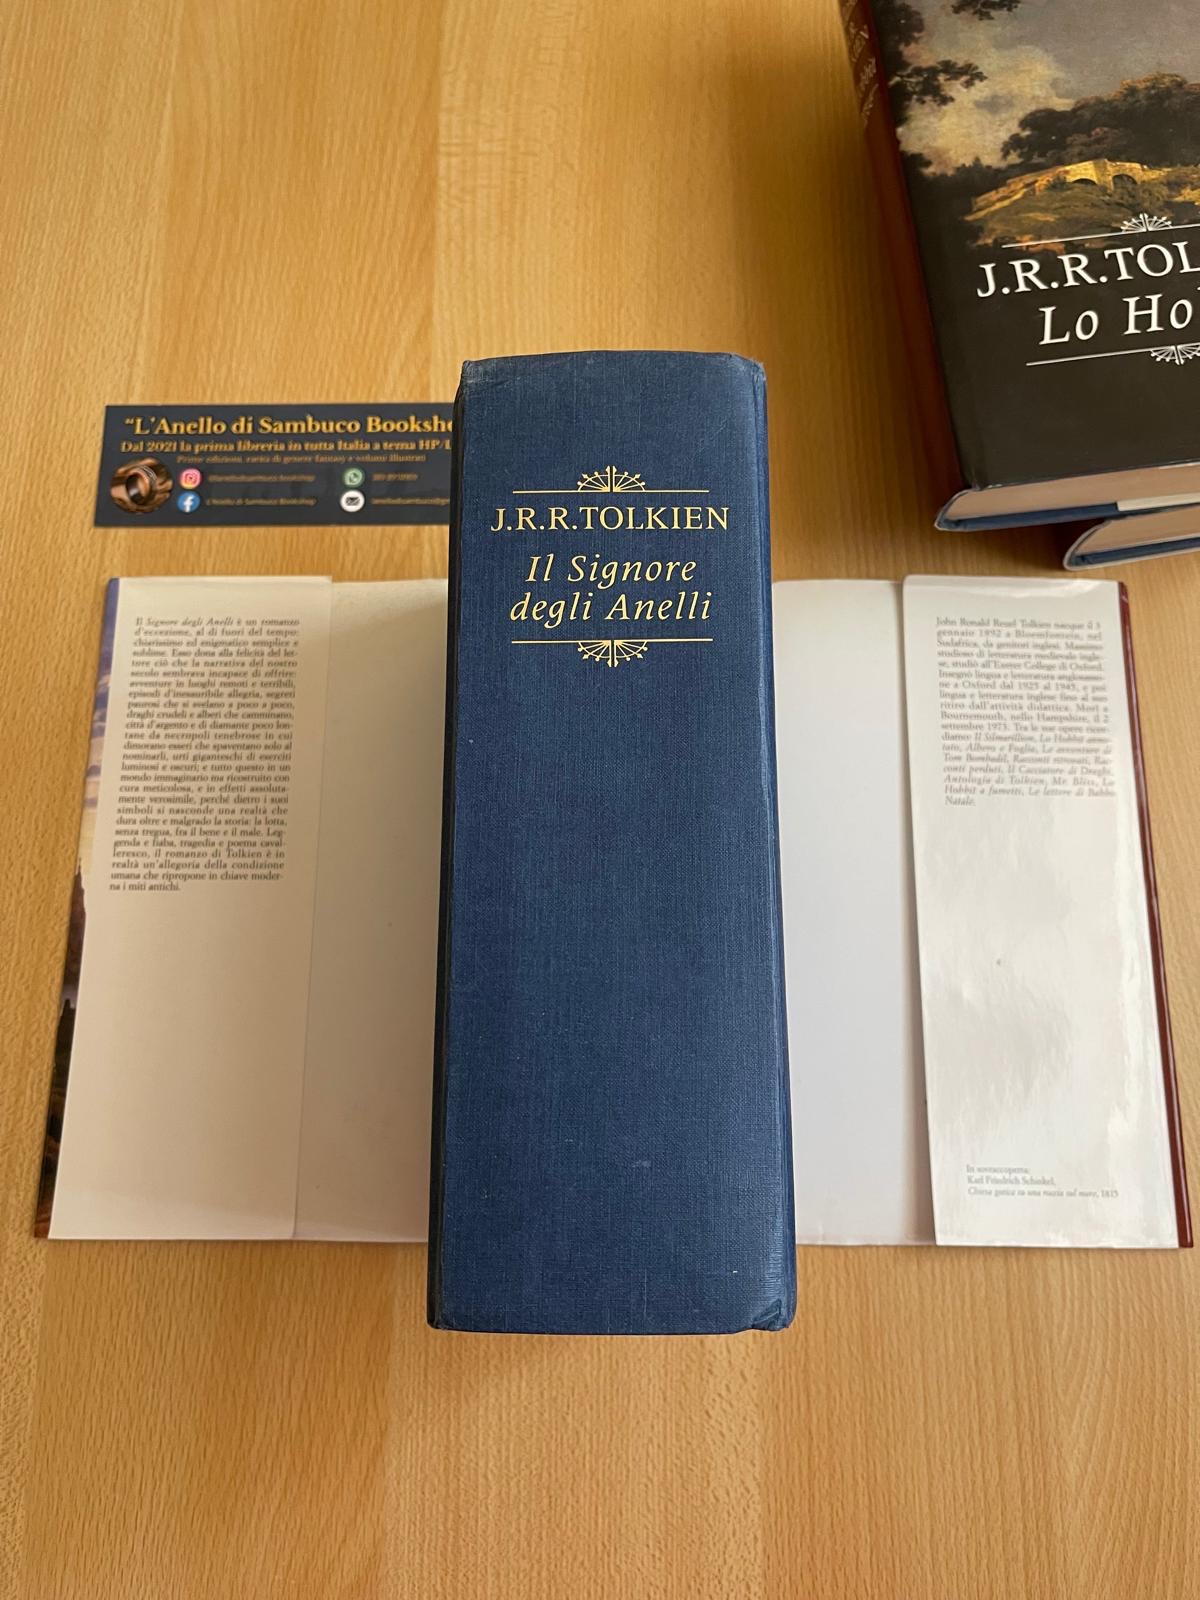 J.R.R.TOL
Lo Ho
"L'Anello di Sambuco Booksho
Dal 2021 la prima libreria in tutta Italia a tema HP/L
Prime edizioni, rarità di genere fantasy e volumi illustrati
L'Anello di Sambuco Bookshop
J.R.R.TOLKIEN
Il Signore
degli Anelli
Il Signore degli Anelli è un romanzo
d'eccezione, al di fuori del tempo:
chiarissimo ed enigmatico semplice e
sublime. Esso dona alla felicità del let-
tore ciò che la narrativa del nostro
secolo sembrava incapace di offrire:
avventure in luoghi remoti e terribili,
episodi d'inesauribile allegria, segreti
paurosi che si svelano a poco a poco,
draghi crudeli e alberi che camminano,
città d'argento e di diamante poco lon-
tane da necropoli tenebrose in cui
dimorano esseri che spaventano solo al
nominarli, urti giganteschi di eserciti
luminosi e oscuri; e tutto questo in un
mondo immaginario ma ricostruito con
cura meticolosa, e in effetti assoluta-
mente verosimile, perché dietro i suoi
simboli si nasconde una realtà che
dura oltre e malgrado la storia: la lotta,
senza tregua, fra il bene e il male. Leg-
genda e fiaba, tragedia e poema caval-
leresco, il romanzo di Tolkien è in
realtà un'allegoria della condizione
umana che ripropone in chiave moder-
na i miti antichi.
John Ronald Reuel Tolkien nacque il 3
gennaio 1892 a Bloemfontein, nel
Sudafrica, da genitori inglesi. Massimo
studioso di letteratura medievale ingle-
se, studiò all'Exeter College di Oxford.
Insegnò lingua e letteratura anglosasso-
ne a Oxford dal 1925 al 1945, e poi
lingua e letteratura inglese fino al suo
ritiro dall'attività didattica. Morì a
Bournemouth, nello Hampshire, il 2
settembre 1973. Tra le sue opere ricor-
diamo: Il Silmarillion, Lo Hobbit anno-
tato, Albero e Foglia, Le avventure di
Tom Bombadil, Racconti ritrovati, Rac-
conti perduti, Il Cacciatore di Draghi,
Antologia di Tolkien, Mr. Bliss, Lo
Hobbit a fumetti, Le lettere di Babbo
Natale.
In sovraccoperta:
Karl Friedrich Schinkel,
Chiesa gotica su una roccia sul mare, 1815